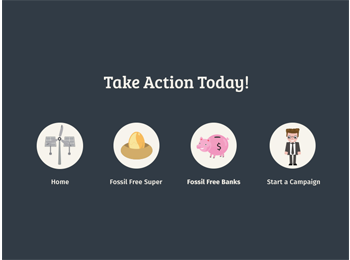 Take Action Today!
$
Home
Fossil Free Super
Fossil Free Banks
Start a Campaign